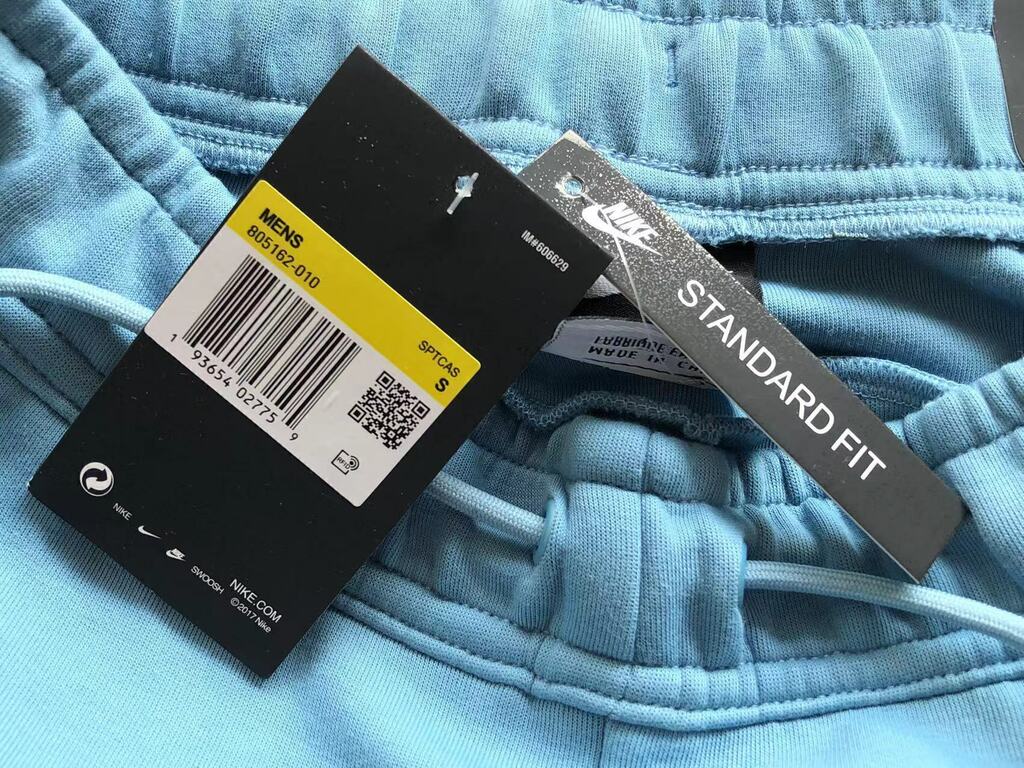 IM#606629
MENS
805162-010
SPTCAS
S
1 93654 02775 9
RFID
NIKE
SWOOSH
NIKE.COM
©2017 Nike
NIKE
STANDARD FIT
MADE IN